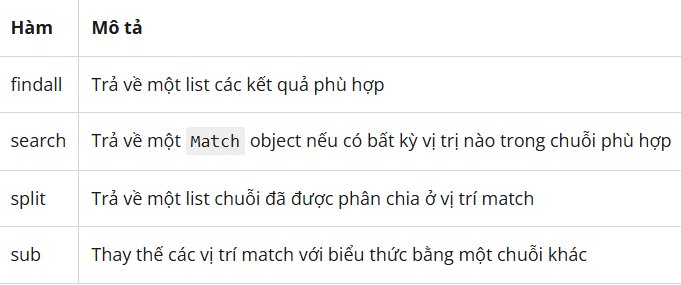 Hàm Mô tả
findall Trả về một list các kết quả phù hợp
search Trả về một Match object nếu có bất kỳ vị trị nào trong chuỗi phù hợp
split Trả về một list chuỗi đã được phân chia ở vị trí match
sub Thay thế các vị trí match với biểu thức bằng một chuỗi khác